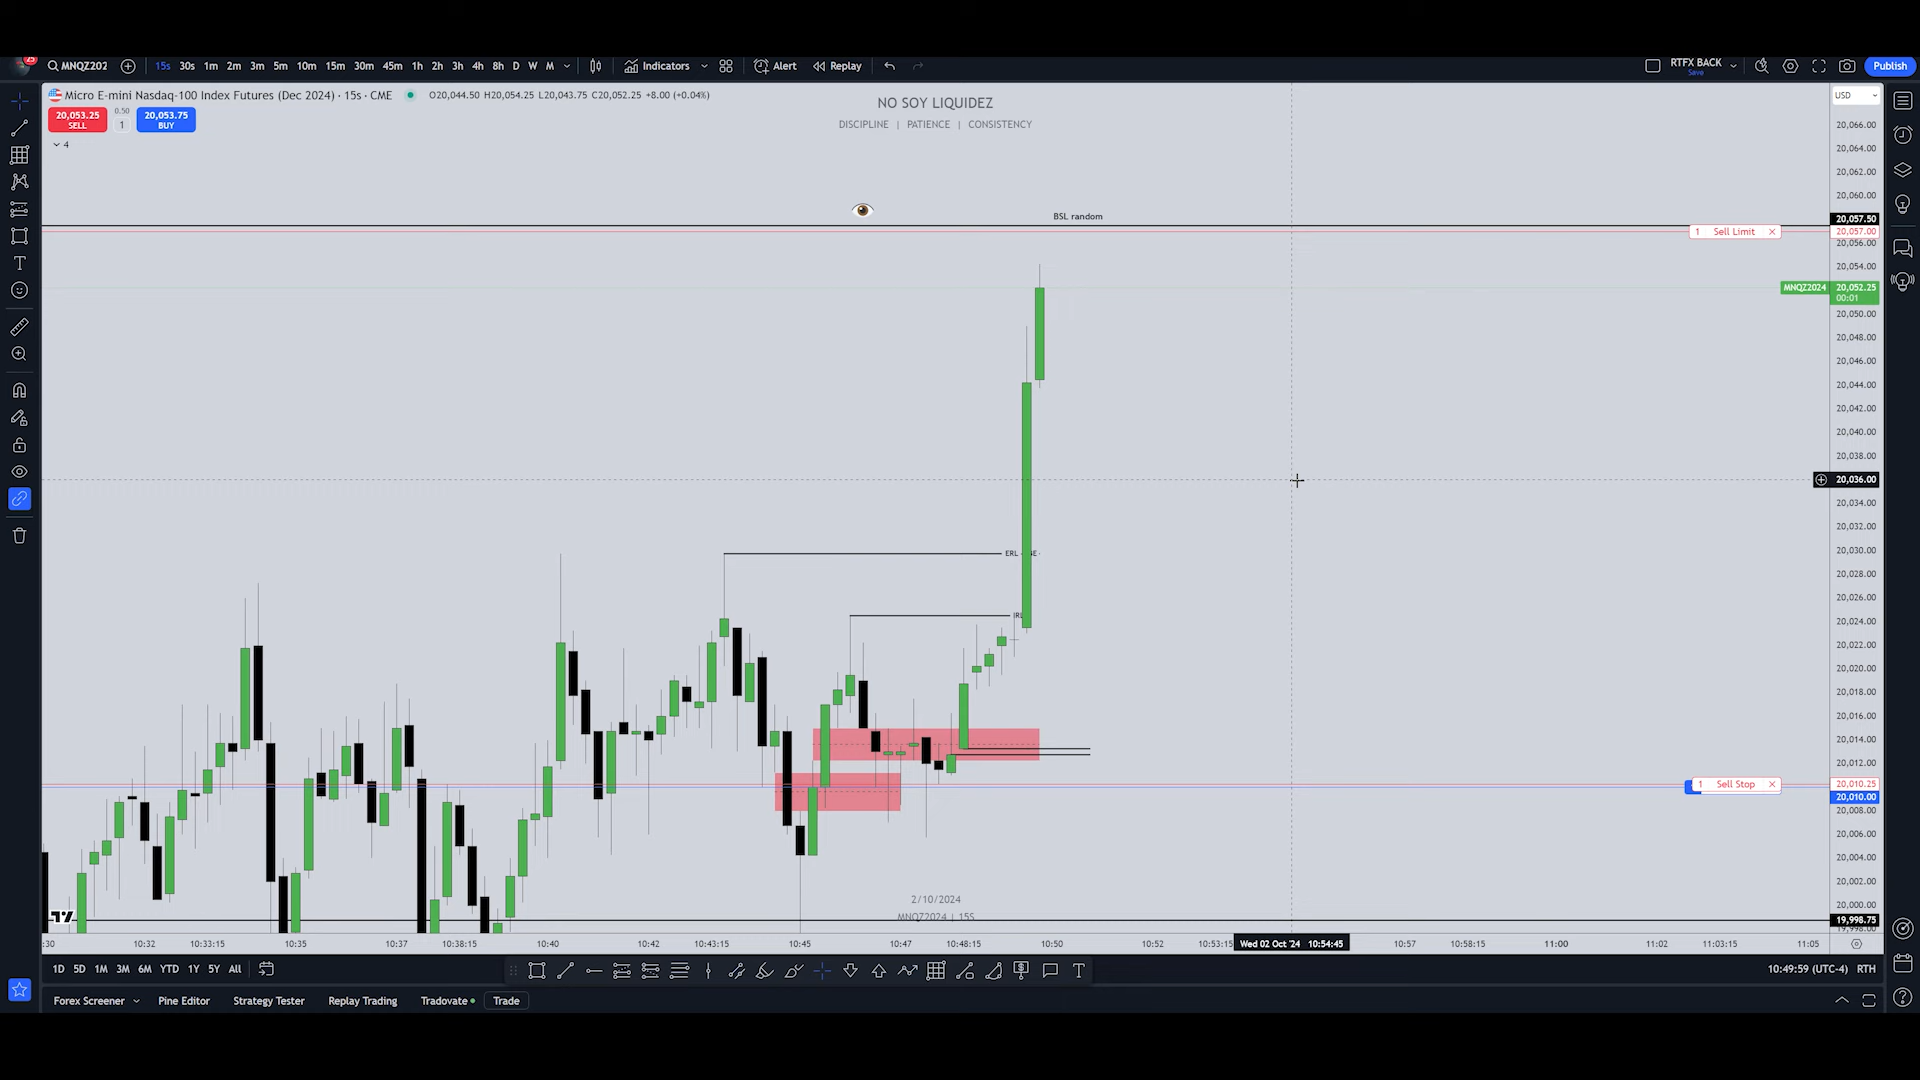 25
MNQZ202 15s 30s 1m 2m 3m 5m 10m 15m 30m 45m 1h 2h 3h 4h 8h D W M Indicators Alert Replay RTFX BACK Publish
Save
Micro E-mini Nasdaq-100 Index Futures (Dec 2024) · 15s · CME O20,044.50 H20,054.25 L20,043.75 C20,052.25 +8.00 (+0.04%)
USD
NO SOY LIQUIDEZ
20,053.25 0.50 20,053.75
SELL 1 BUY
DISCIPLINE | PATIENCE | CONSISTENCY
20,066.00
4
20,064.00
20,062.00
20,060.00
BSL random
20,057.50
1 Sell Limit 20,057.00
20,056.00
20,054.00
MNQZ2024 20,052.25
00:01
20,050.00
20,048.00
20,046.00
20,044.00
20,042.00
20,040.00
20,038.00
20,036.00
20,034.00
20,032.00
ERL
20,030.00
20,028.00
20,026.00
20,024.00
20,022.00
20,020.00
20,018.00
20,016.00
20,014.00
20,012.00
1 Sell Stop 20,010.25
20,010.00
20,008.00
20,006.00
20,004.00
20,002.00
2/10/2024
20,000.00
MNQZ2024 | 15S
19,998.75
19,998.00
:30 10:32 10:33:15 10:35 10:37 10:38:15 10:40 10:42 10:43:15 10:45 10:47 10:48:15 10:50 10:52 10:53:15 Wed 02 Oct '24 10:54:45 10:57 10:58:15 11:00 11:02 11:03:15 11:05
1D 5D 1M 3M 6M YTD 1Y 5Y All 10:49:59 (UTC-4) RTH
Forex Screener Pine Editor Strategy Tester Replay Trading Tradovate Trade